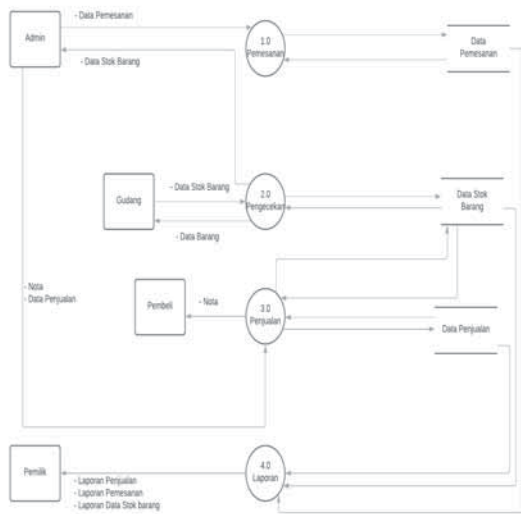 - Data Pemesanan
Admin
1.0
Pemesanan
Data
Pemesanan
- Data Stok Barang
Gudang
- Data Stok Barang
2.0
Pengecekan
Data Stok
Barang
- Data Barang
- Nota
- Data Penjualan
Pembeli
- Nota
3.0
Penjualan
Data Penjualan
Pemilik
4.0
Laporan
- Laporan Penjualan
- Laporan Pemesanan
- Laporan Data Stok barang